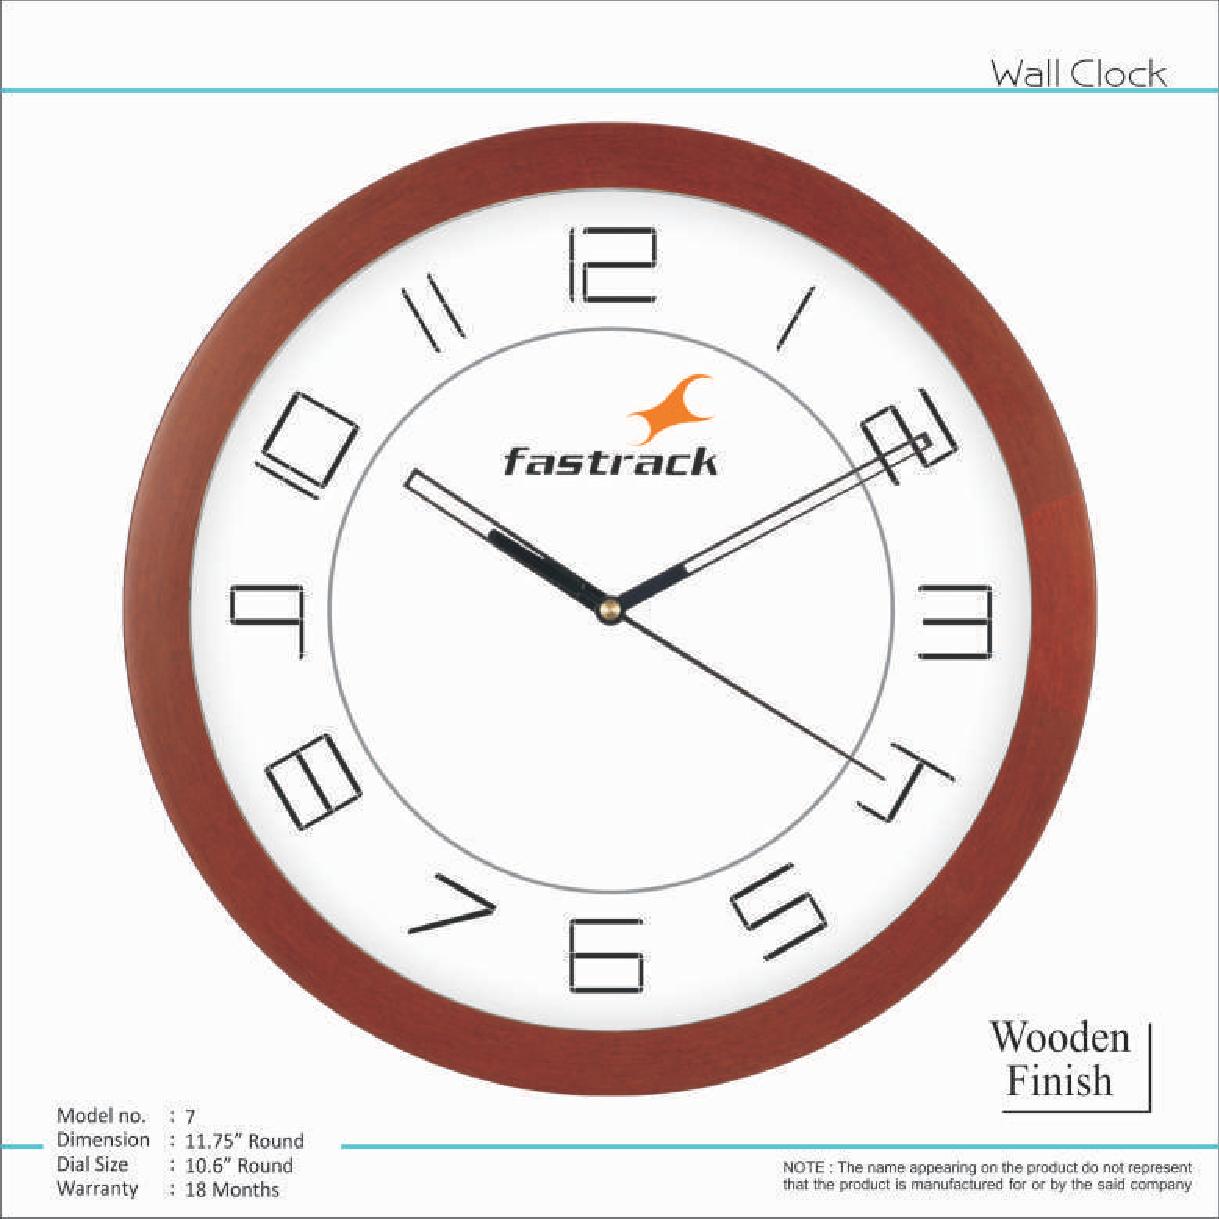 Wall Clock
12
11
1
10
2
fastrack
9
3
8
4
7
5
6
Wooden
Finish
Model no. : 7
Dimension : 11.75” Round
Dial Size : 10.6” Round
Warranty : 18 Months
NOTE : The name appearing on the product do not represent
that the product is manufactured for or by the said company